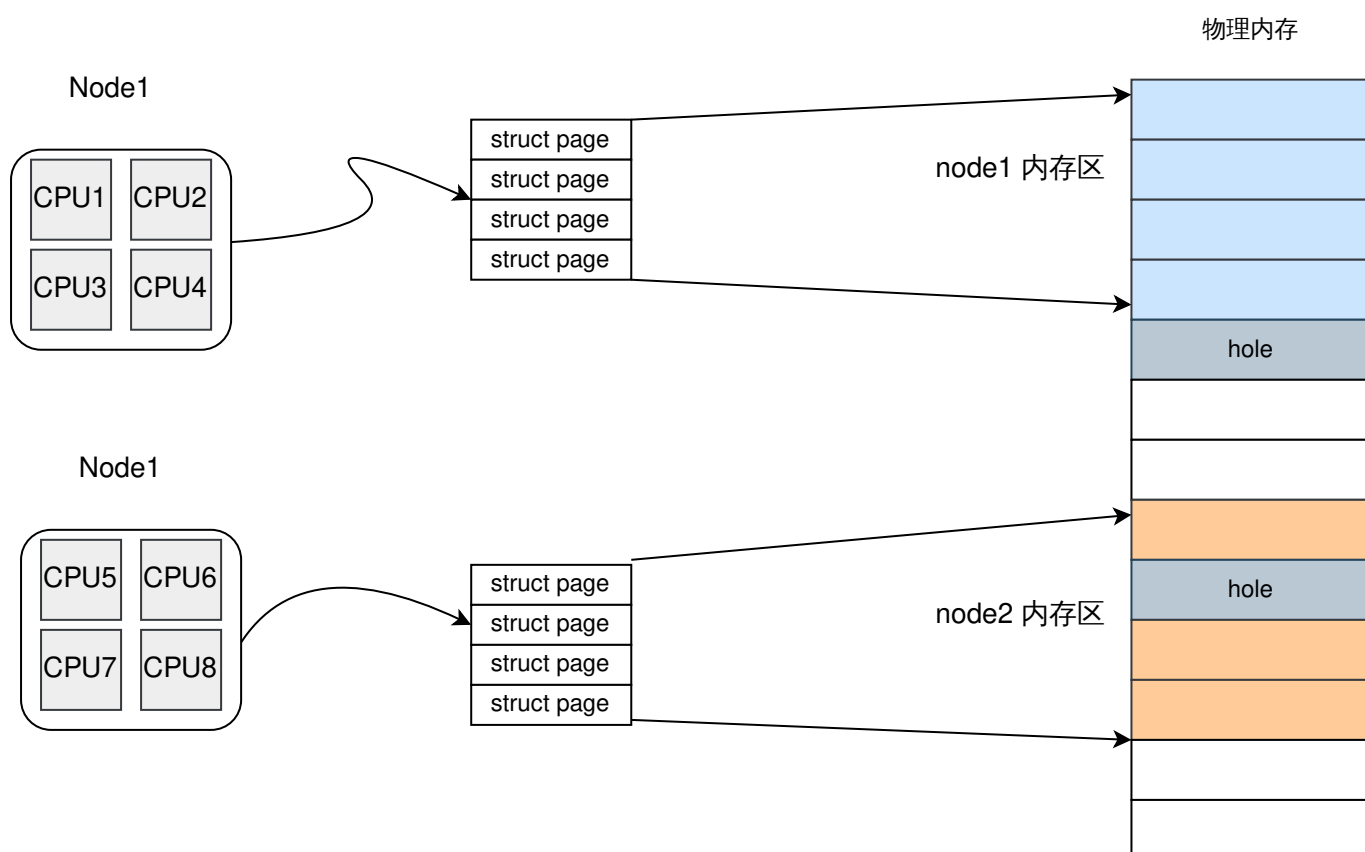 物理内存
Node1
CPU1 CPU2
CPU3 CPU4
struct page
struct page
struct page
struct page
node1 内存区
hole
Node1
CPU5 CPU6
CPU7 CPU8
struct page
struct page
struct page
struct page
node2 内存区
hole